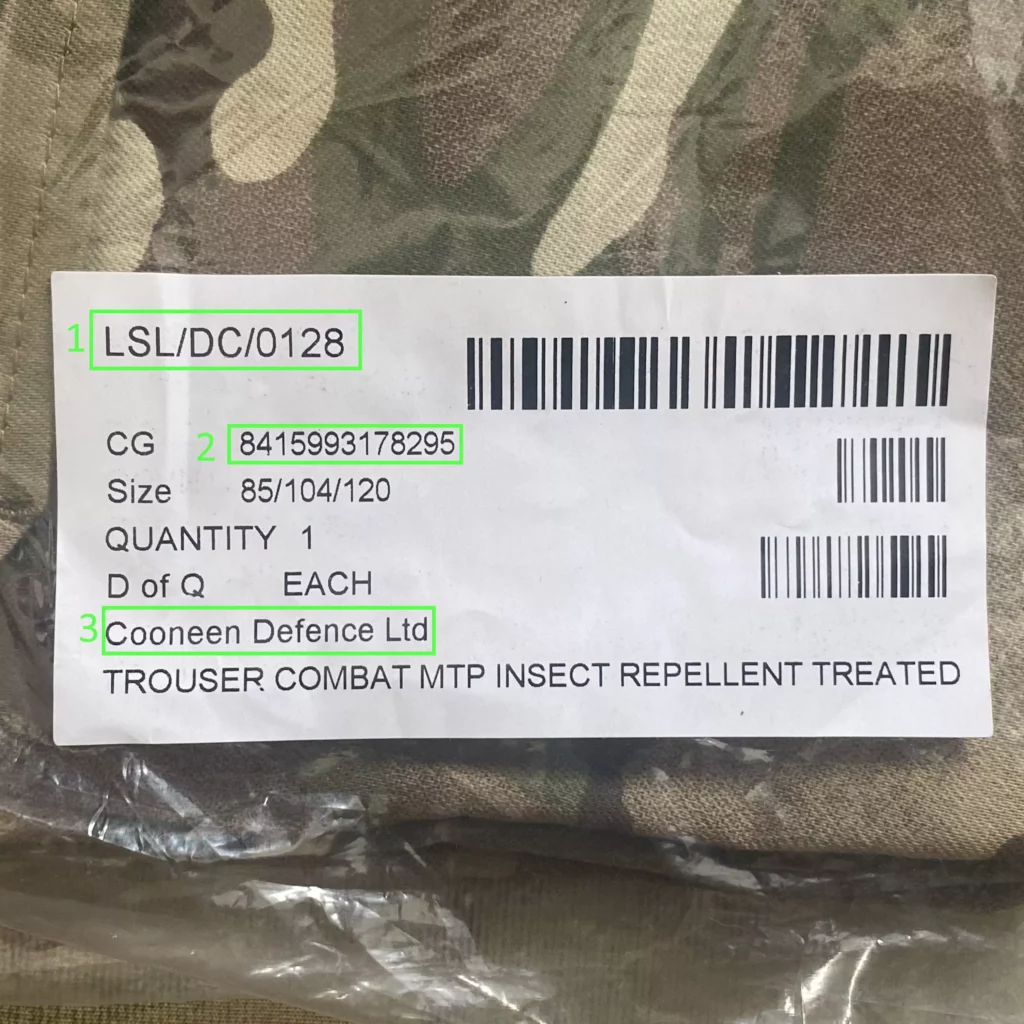 1 LSL/DC/0128
CG 2 8415993178295
Size 85/104/120
QUANTITY 1
D of Q EACH
3 Cooneen Defence Ltd
TROUSER COMBAT MTP INSECT REPELLENT TREATED